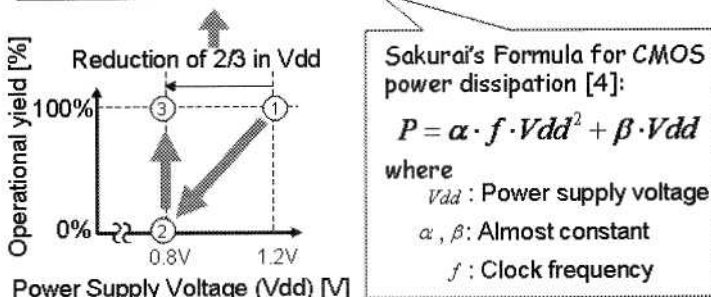 Operational yield [%]
Reduction of 2/3 in Vdd
100%
3
1
0%
2
0.8V
1.2V
Power Supply Voltage (Vdd) [V]
Sakurai's Formula for CMOS
power dissipation [4]:
P = α · f · Vdd² + β · Vdd
where
Vdd : Power supply voltage
α , β: Almost constant
f : Clock frequency